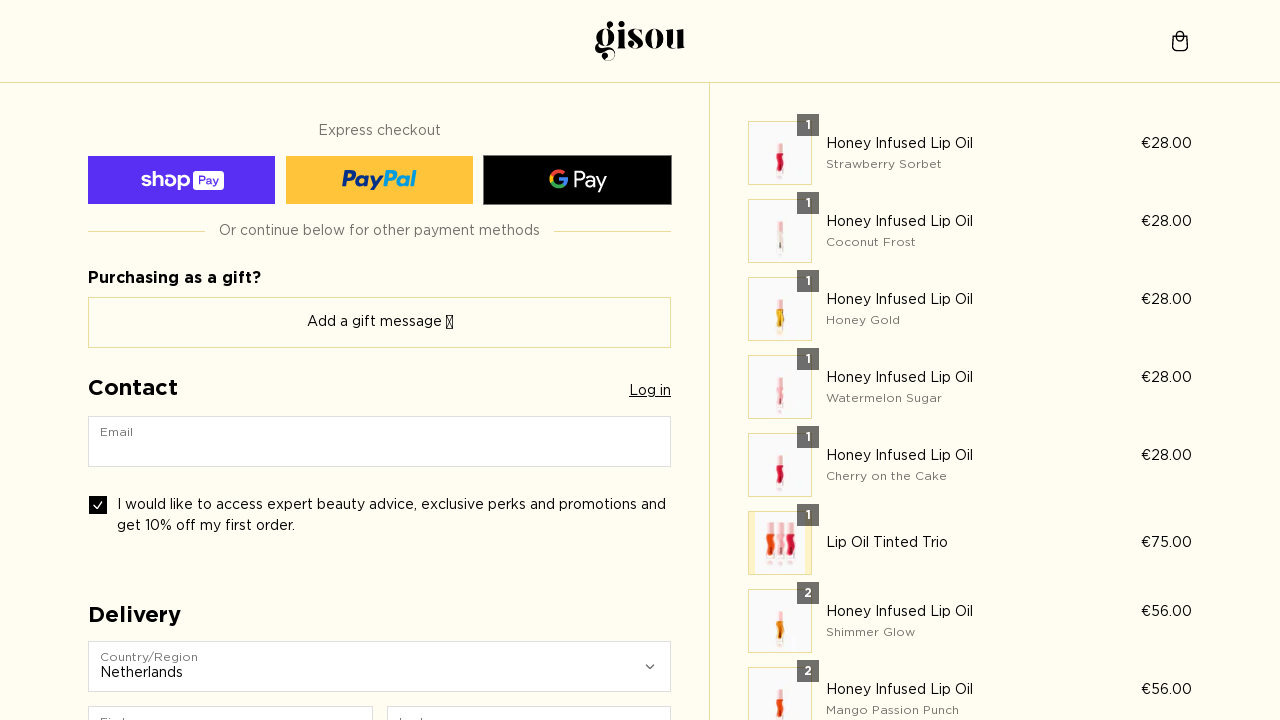 gisou
Express checkout
shop Pay
PayPal
G Pay
Or continue below for other payment methods
Purchasing as a gift?
Add a gift message
Contact
Log in
Email
I would like to access expert beauty advice, exclusive perks and promotions and
get 10% off my first order.
Delivery
Country/Region
Netherlands
1
Honey Infused Lip Oil
€28.00
Strawberry Sorbet
1
Honey Infused Lip Oil
€28.00
Coconut Frost
1
Honey Infused Lip Oil
€28.00
Honey Gold
1
Honey Infused Lip Oil
€28.00
Watermelon Sugar
1
Honey Infused Lip Oil
€28.00
Cherry on the Cake
1
Lip Oil Tinted Trio
€75.00
2
Honey Infused Lip Oil
€56.00
Shimmer Glow
2
Honey Infused Lip Oil
€56.00
Mango Passion Punch